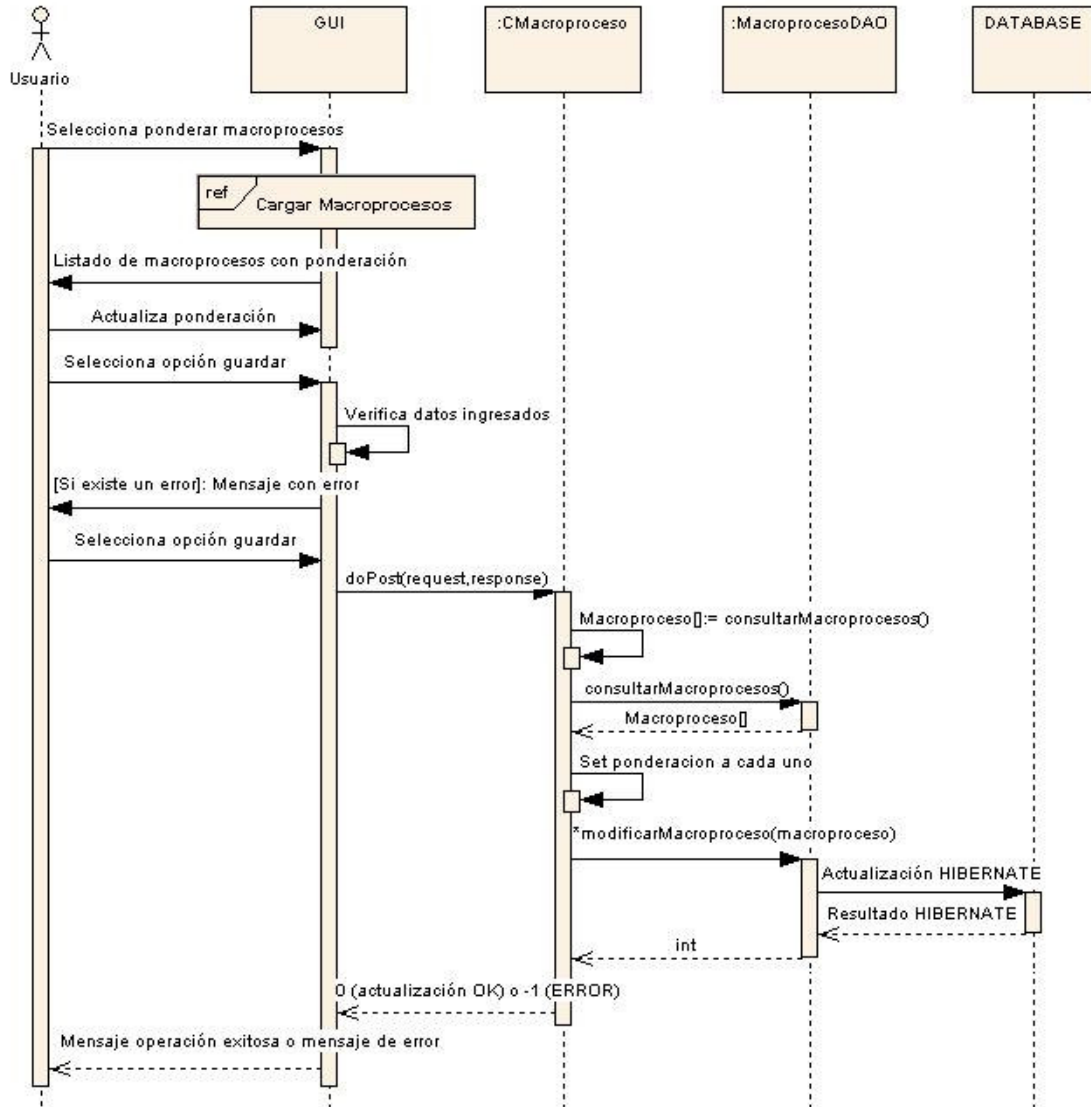 GUI
:CMacroproceso
:MacroprocesoDAO
DATABASE
Usuario
Selecciona ponderar macroprocesos
ref
Cargar Macroprocesos
Listado de macroprocesos con ponderación
Actualiza ponderación
Selecciona opción guardar
Verifica datos ingresados
[Si existe un error]: Mensaje con error
Selecciona opción guardar
doPost(request,response)
Macroproceso[]:= consultarMacroprocesos()
consultarMacroprocesos()
Macroproceso[]
Set ponderacion a cada uno
*modificarMacroproceso(macroproceso)
Actualización HIBERNATE
Resultado HIBERNATE
int
0 (actualización OK) o -1 (ERROR)
Mensaje operación exitosa o mensaje de error